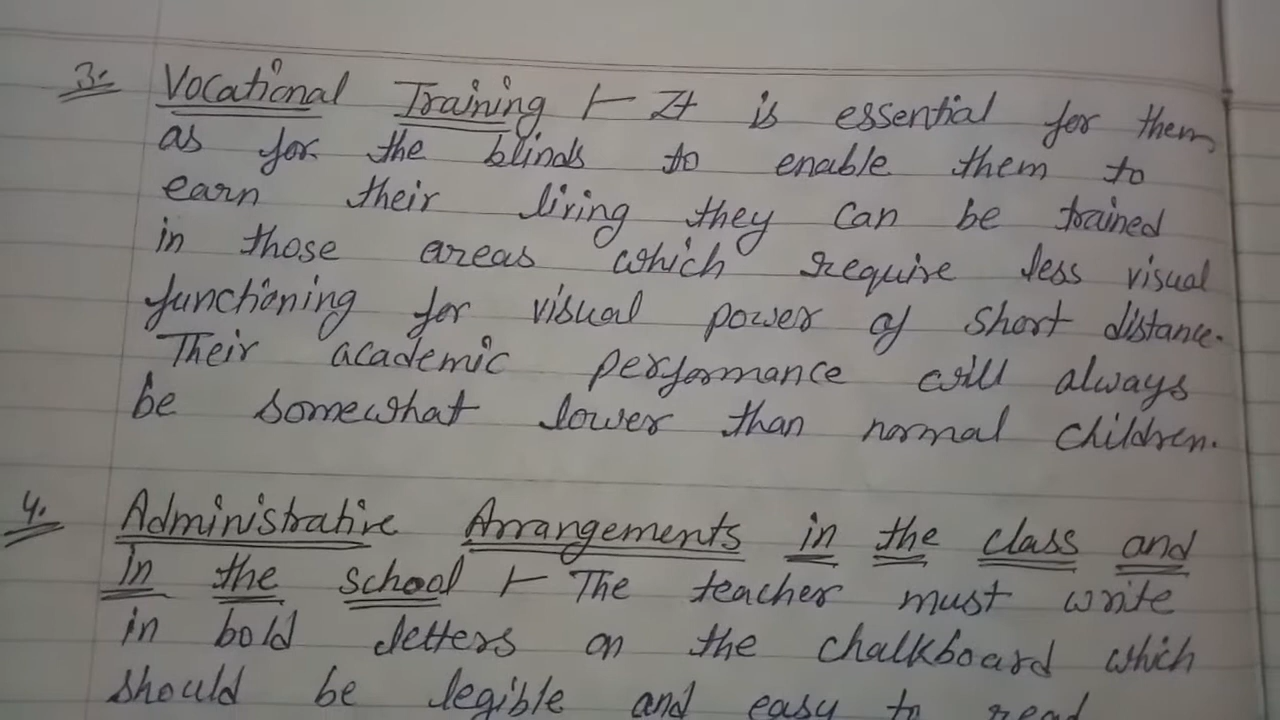 3. Vocational Training :- It is essential for them
as for the blinds to enable them to
earn their living they can be trained
in those areas which require less visual
functioning for visual power of short distance.
Their academic performance will always
be somewhat lower than normal children.
4. Administrative Arrangements in the class and
in the school :- The teacher must write
in bold letters on the chalkboard which
should be legible and easy to read